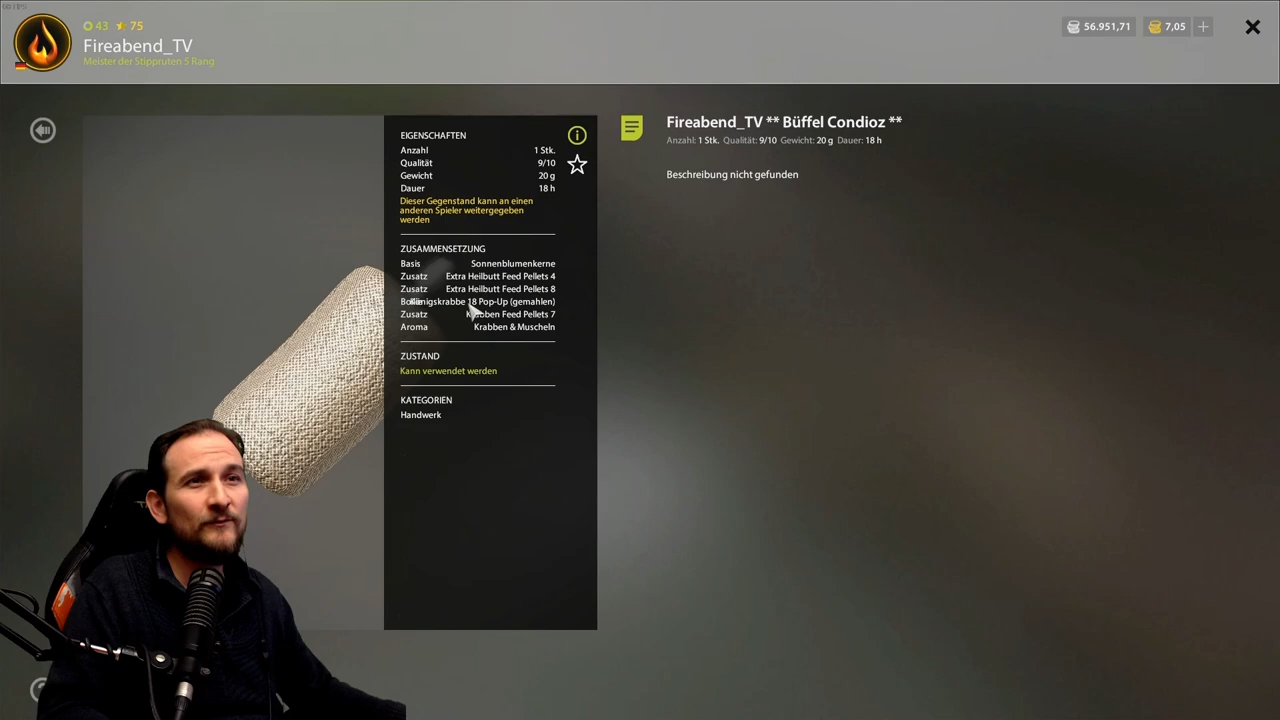 60 FPS
43 75
Fireabend_TV
Meister der Stippruten 5 Rang
56.951,71
7,05
EIGENSCHAFTEN
Anzahl 1 Stk.
Qualität 9/10
Gewicht 20 g
Dauer 18 h
Dieser Gegenstand kann an einen
anderen Spieler weitergegeben
werden
ZUSAMMENSETZUNG
Basis Sonnenblumenkerne
Zusatz Extra Heilbutt Feed Pellets 4
Zusatz Extra Heilbutt Feed Pellets 8
Königskrabbe 18 Pop-Up (gemahlen)
Zusatz Krabben Feed Pellets 7
Aroma Krabben & Muscheln
ZUSTAND
Kann verwendet werden
KATEGORIEN
Handwerk
Fireabend_TV ** Büffel Condioz **
Anzahl: 1 Stk. Qualität: 9/10 Gewicht: 20 g Dauer: 18 h
Beschreibung nicht gefunden